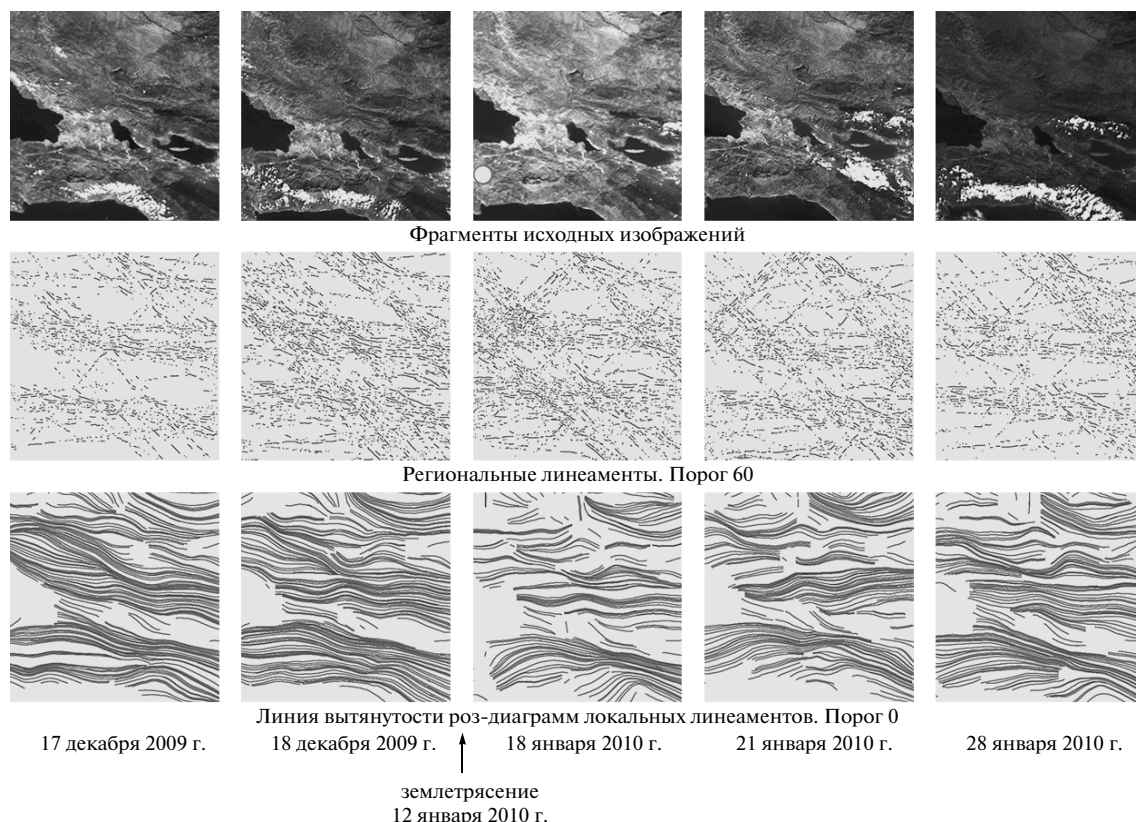 Фрагменты исходных изображений
Региональные линеаменты. Порог 60
Линия вытянутости роз-диаграмм локальных линеаментов. Порог 0
17 декабря 2009 г.
18 декабря 2009 г.
18 января 2010 г.
21 января 2010 г.
28 января 2010 г.
землетрясение
12 января 2010 г.